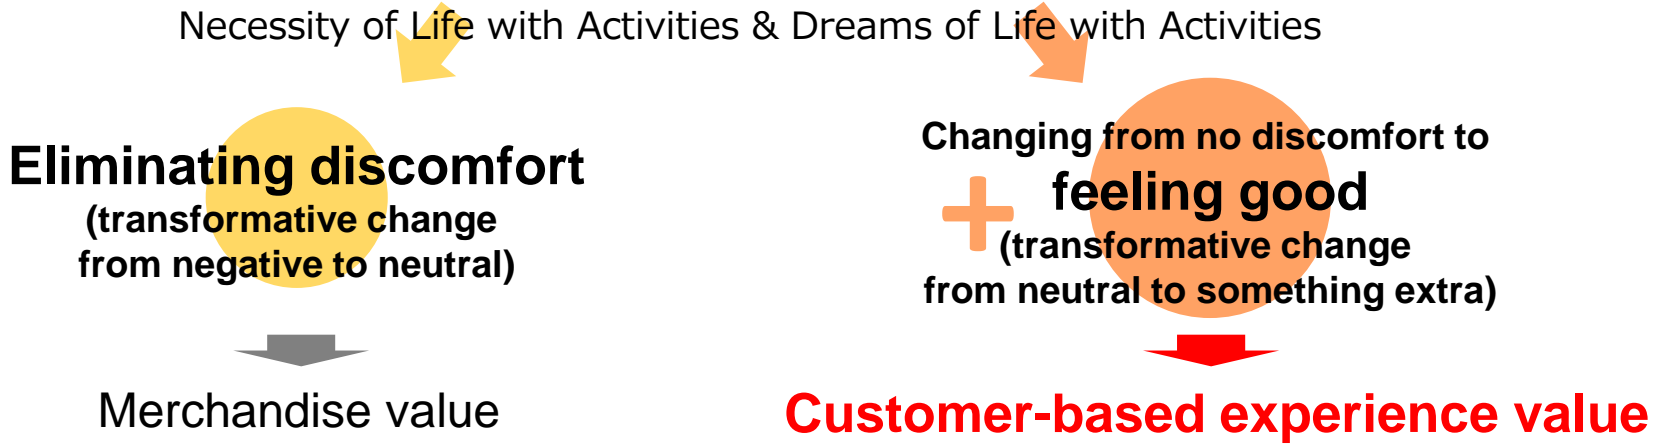 Necessity of Life with Activities & Dreams of Life with Activities
Eliminating discomfort
(transformative change
from negative to neutral)
Merchandise value
+
Changing from no discomfort to
feeling good
(transformative change
from neutral to something extra)
Customer-based experience value